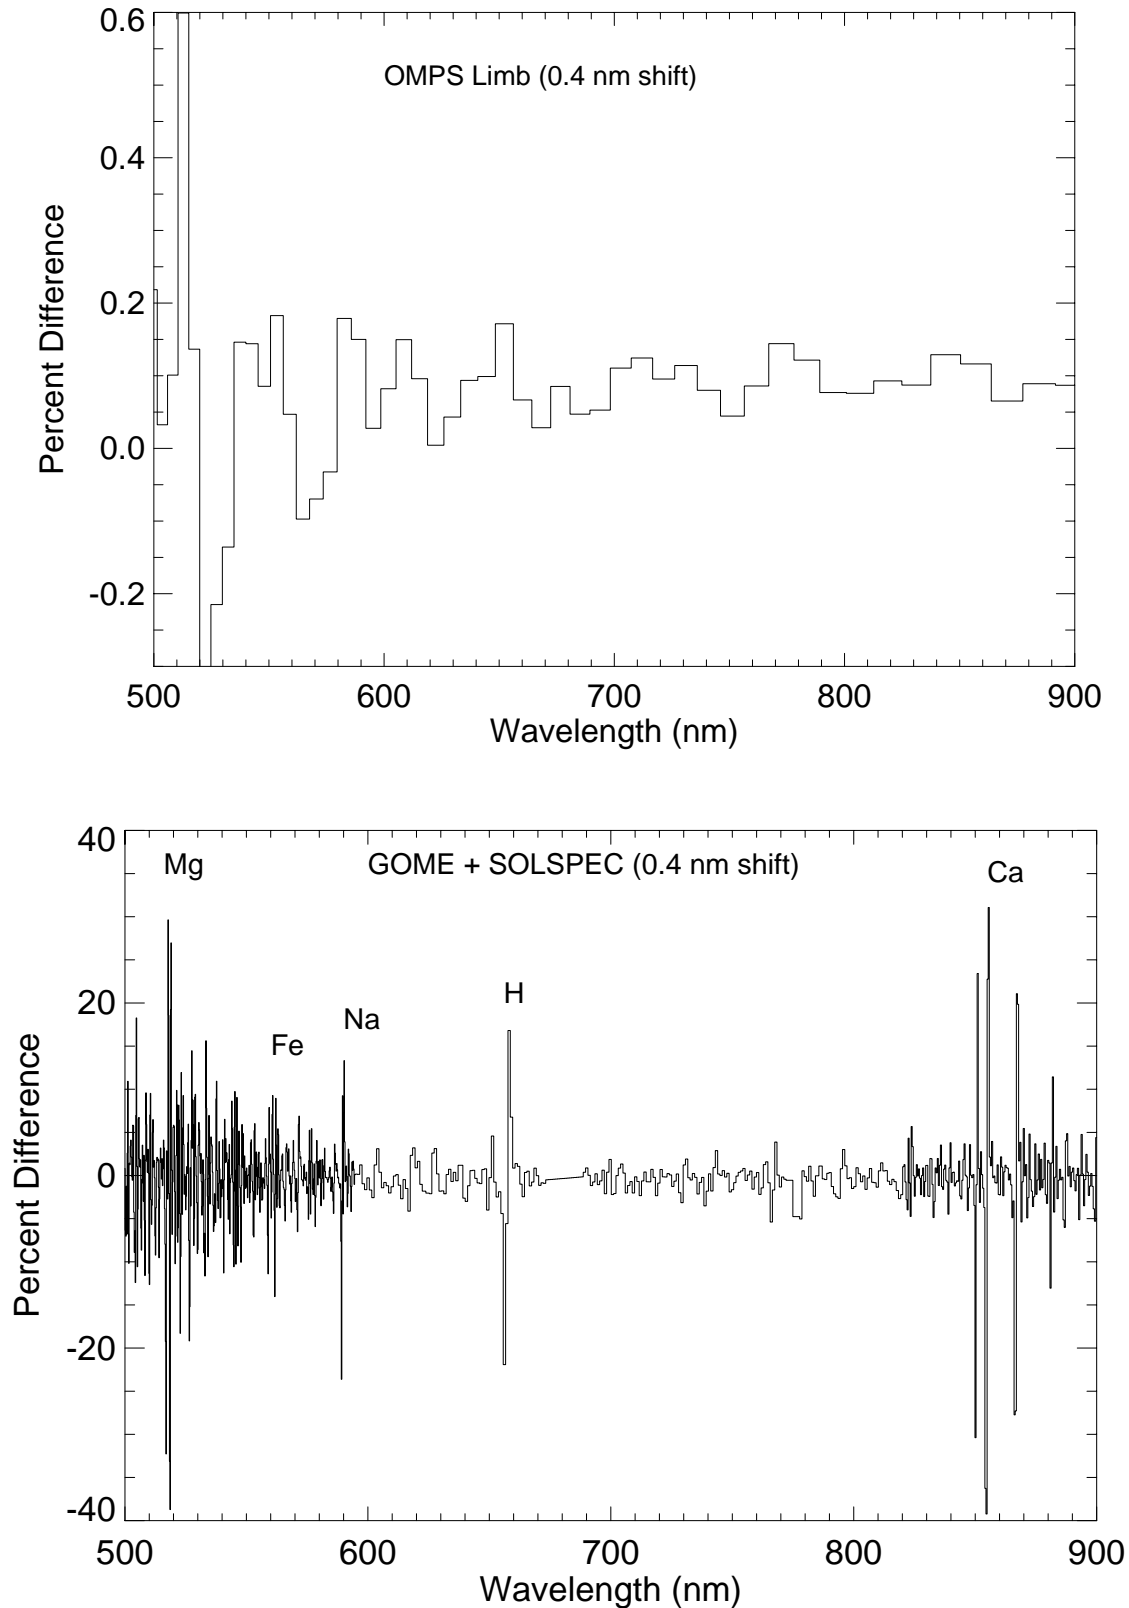 0.6
OMPS Limb (0.4 nm shift)
0.4
0.2
0.0
-0.2
Percent Difference
500 600 700 800 900
Wavelength (nm)
40
Mg
GOME + SOLSPEC (0.4 nm shift)
Ca
20
H
Na
Fe
0
-20
-40
Percent Difference
500 600 700 800 900
Wavelength (nm)